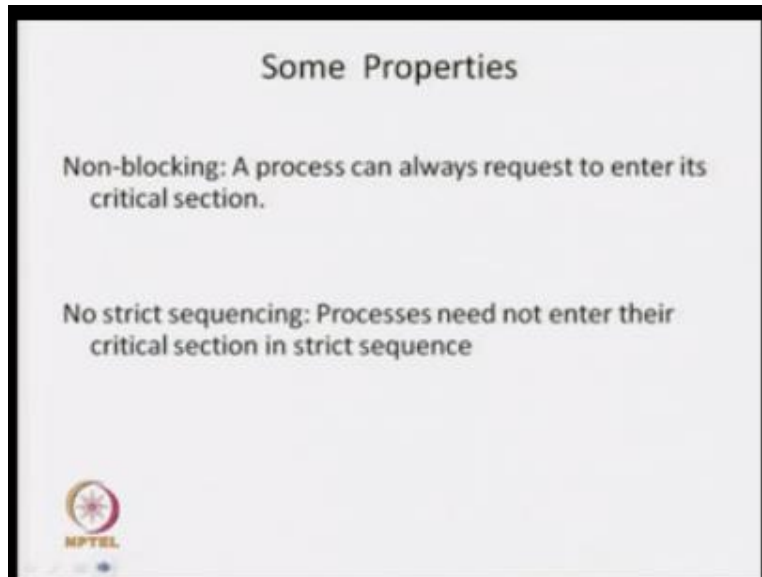 Some Properties
Non-blocking: A process can always request to enter its
critical section.
No strict sequencing: Processes need not enter their
critical section in strict sequence
NPTEL